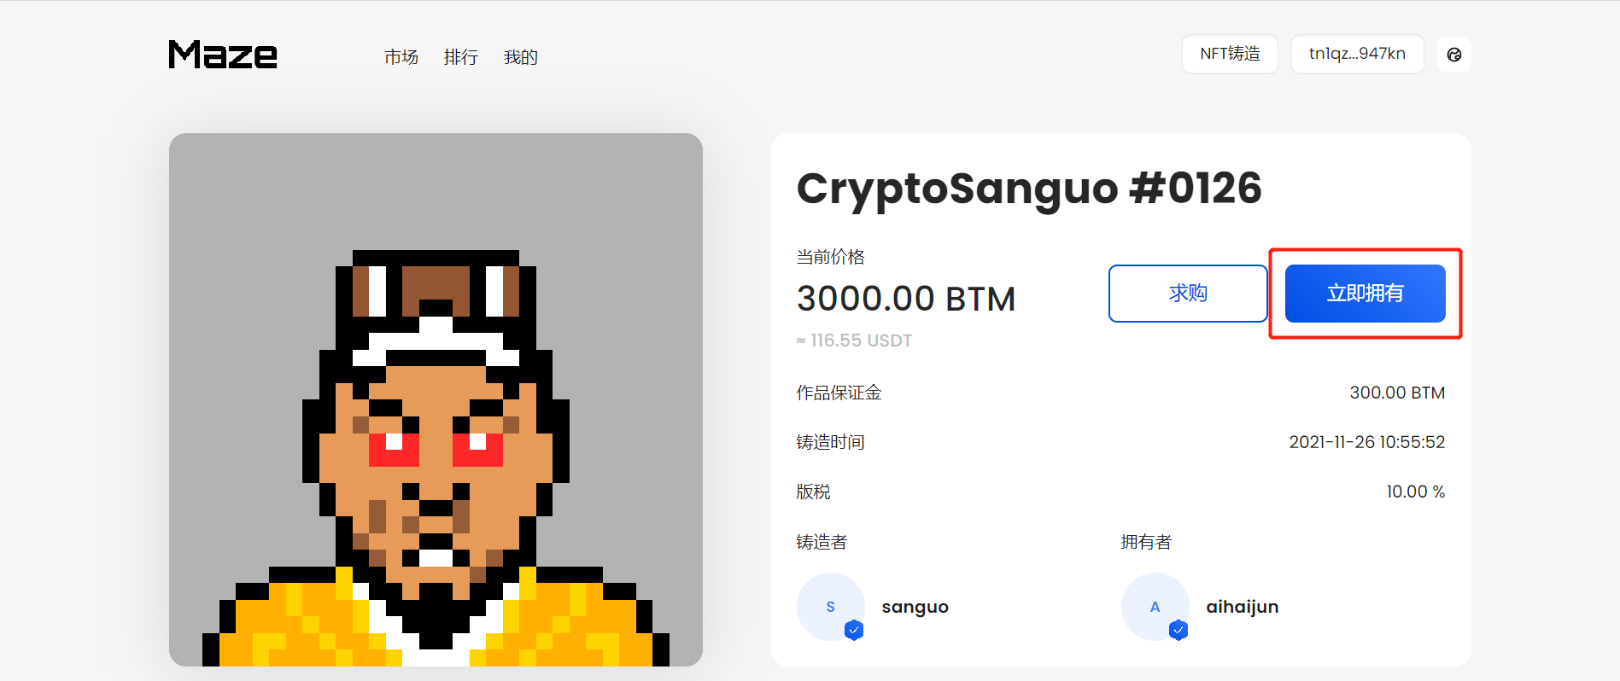 Maze
市场 排行 我的
NFT铸造 tn1qz...947kn
CryptoSanguo #0126
当前价格
3000.00 BTM
≈ 116.55 USDT
求购 立即拥有
作品保证金 300.00 BTM
铸造时间 2021-11-26 10:55:52
版税 10.00 %
铸造者 拥有者
S sanguo A aihaijun